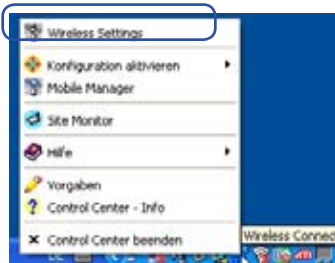 Wireless Settings
Konfiguration aktivieren
Mobile Manager
Site Monitor
Hilfe
Vorgaben
Control Center - Info
Control Center beenden
Wireless Connec